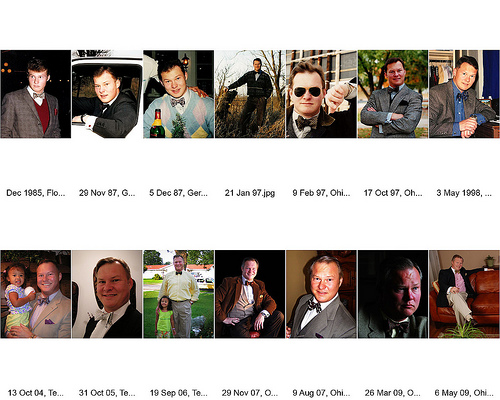 Dec 1985, Flo...
29 Nov 87, G...
5 Dec 87, Ger...
21 Jan 97.jpg
9 Feb 97, Ohi...
17 Oct 97, Oh...
3 May 1998, ...
13 Oct 04, Te...
31 Oct 05, Te...
19 Sep 06, Te...
29 Nov 07, O...
9 Aug 07, Ohi...
26 Mar 09, O...
6 May 09, Ohi...